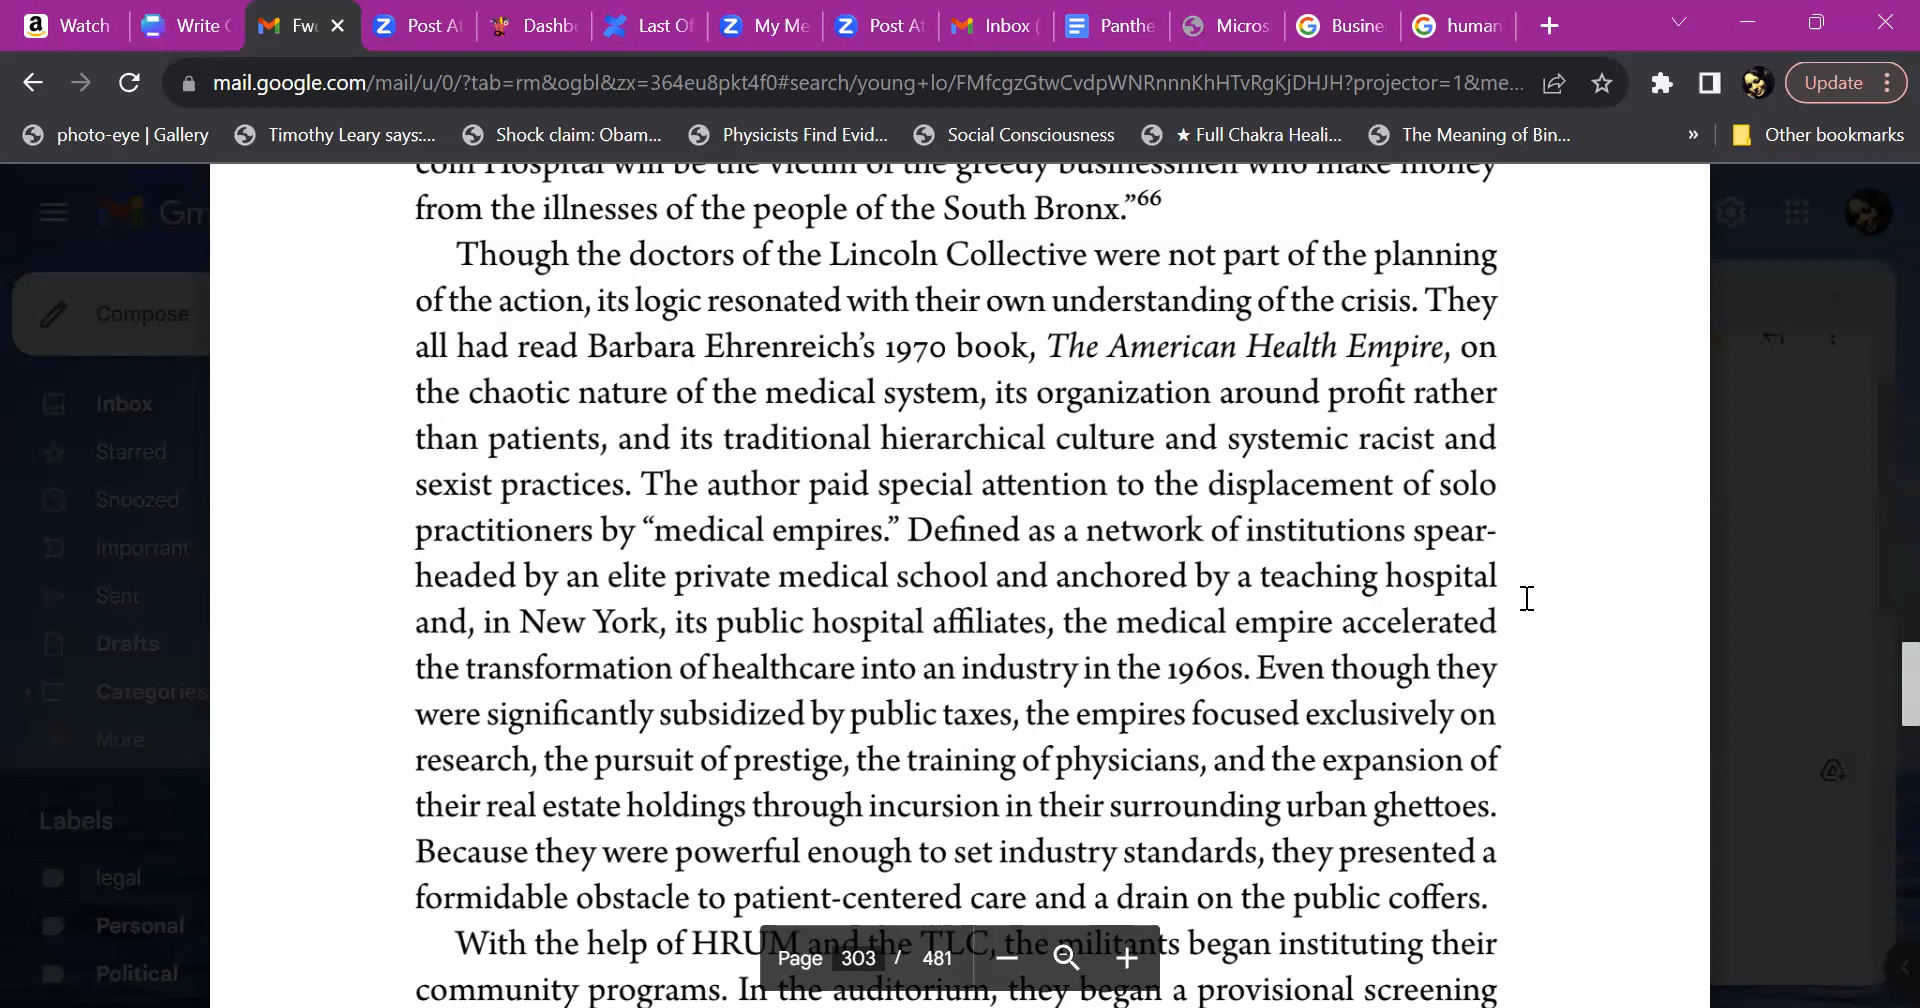 Watch
Write
Fw
Post A
Dashb
Last Of
My Me
Post A
Inbox (
Panthe
Micros
Busine
human
mail.google.com/mail/u/0/?tab=rm&ogbl&zx=364eu8pkt4f0#search/young+lo/FMfcgzGtwCvdpWNRnnnKhHTvRgKjDHJH?projector=1&me...
Update
photo-eye | Gallery
Timothy Leary says:...
Shock claim: Obam...
Physicists Find Evid...
Social Consciousness
★ Full Chakra Heali...
The Meaning of Bin...
»
Other bookmarks
Gm
Compose
Inbox
Starred
Snoozed
Important
Sent
Drafts
Categories
More
Labels
legal
Personal
Political
coln Hospital will be the victim of the greedy businessmen who make money
from the illnesses of the people of the South Bronx.”66
Though the doctors of the Lincoln Collective were not part of the planning
of the action, its logic resonated with their own understanding of the crisis. They
all had read Barbara Ehrenreich’s 1970 book, The American Health Empire, on
the chaotic nature of the medical system, its organization around profit rather
than patients, and its traditional hierarchical culture and systemic racist and
sexist practices. The author paid special attention to the displacement of solo
practitioners by “medical empires.” Defined as a network of institutions spear-
headed by an elite private medical school and anchored by a teaching hospital
and, in New York, its public hospital affiliates, the medical empire accelerated
the transformation of healthcare into an industry in the 1960s. Even though they
were significantly subsidized by public taxes, the empires focused exclusively on
research, the pursuit of prestige, the training of physicians, and the expansion of
their real estate holdings through incursion in their surrounding urban ghettoes.
Because they were powerful enough to set industry standards, they presented a
formidable obstacle to patient-centered care and a drain on the public coffers.
With the help of HRUM and the TLC, the militants began instituting their
community programs. In the auditorium, they began a provisional screening
Page 303 / 481